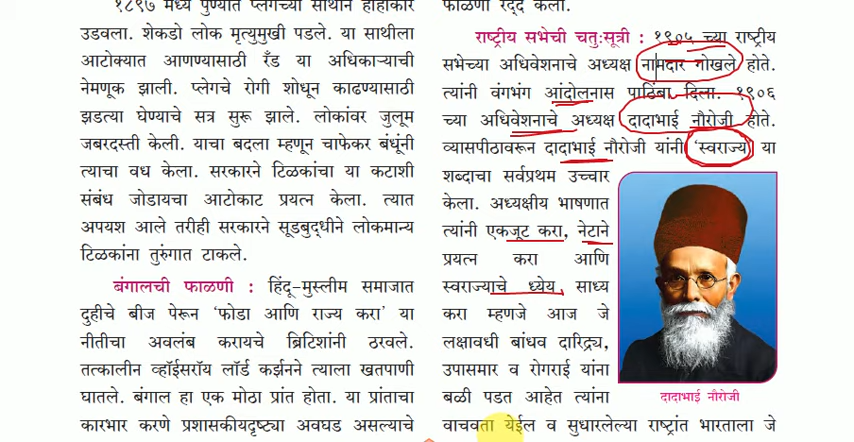 १८९७ मध्ये पुण्यात प्लेगच्या साथीने हाहाकार
उडवला. शेकडो लोक मृत्युमुखी पडले. या साथीला
आटोक्यात आणण्यासाठी रँड या अधिकाऱ्याची
नेमणूक झाली. प्लेगचे रोगी शोधून काढण्यासाठी
झडत्या घेण्याचे सत्र सुरू झाले. लोकांवर जुलूम
जबरदस्ती केली. याचा बदला म्हणून चाफेकर बंधूंनी
त्याचा वध केला. सरकारने टिळकांचा या कटाशी
संबंध जोडायचा आटोकाट प्रयत्न केला. त्यात
अपयश आले तरीही सरकारने सूडबुद्धीने लोकमान्य
टिळकांना तुरुंगात टाकले.
बंगालची फाळणी : हिंदू-मुस्लीम समाजात
दुहीचे बीज पेरून ‘फोडा आणि राज्य करा’ या
नीतीचा अवलंब करायचे ब्रिटिशांनी ठरवले.
तत्कालीन व्हॉईसरॉय लॉर्ड कर्झनने त्याला खतपाणी
घातले. बंगाल हा एक मोठा प्रांत होता. या प्रांताचा
कारभार करणे प्रशासकीयदृष्ट्या अवघड असल्याचे
फाळणी रद्द केली.
राष्ट्रीय सभेची चतुःसूत्री : १९०५ च्या राष्ट्रीय
सभेच्या अधिवेशनाचे अध्यक्ष नामदार गोखले होते.
त्यांनी वंगभंग आंदोलनास पाठिंबा दिला. १९०६
च्या अधिवेशनाचे अध्यक्ष दादाभाई नौरोजी होते.
व्यासपीठावरून दादाभाई नौरोजी यांनी ‘स्वराज्य’ या
शब्दाचा सर्वप्रथम उच्चार
केला. अध्यक्षीय भाषणात
त्यांनी एकजूट करा, नेटाने
प्रयत्न करा आणि
स्वराज्याचे ध्येय साध्य
करा म्हणजे आज जे
लक्षावधी बांधव दारिद्र्य,
उपासमार व रोगराई यांना
बळी पडत आहेत त्यांना
वाचवता येईल व सुधारलेल्या राष्ट्रांत भारताला जे
दादाभाई नौरोजी